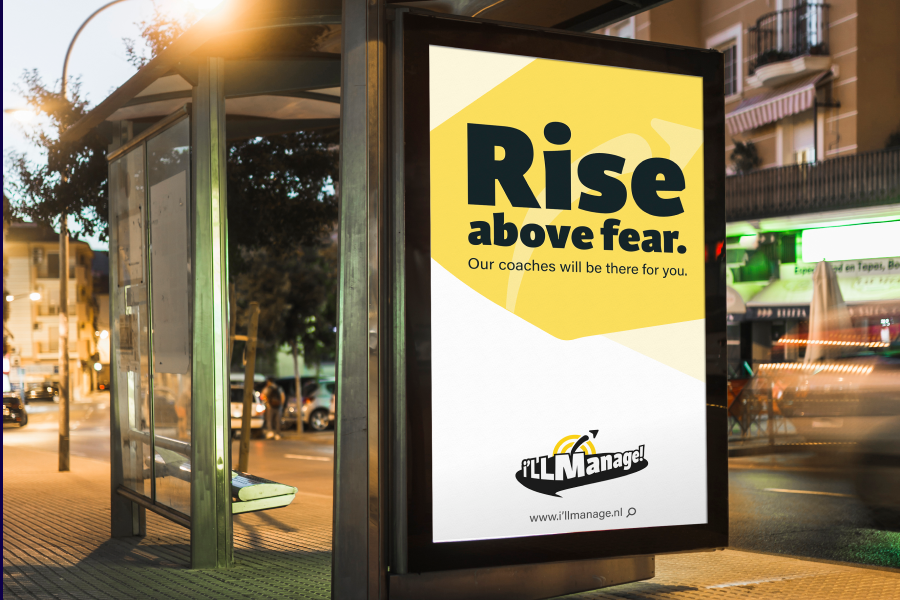 Rise
above fear.
Our coaches will be there for you.
i'LLManage!
www.i'llmanage.nl